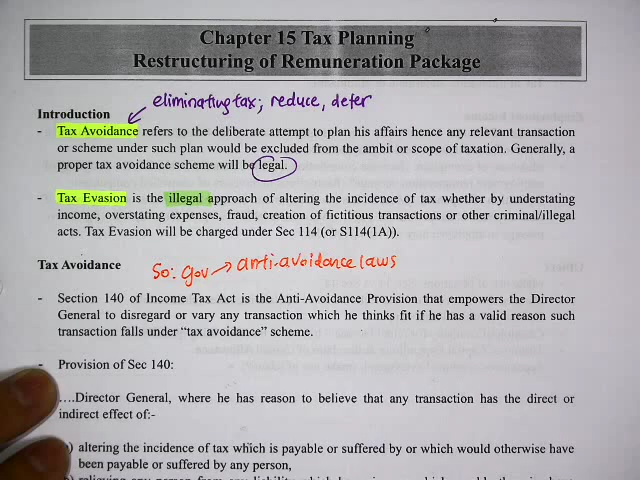 Chapter 15 Tax Planning
Restructuring of Remuneration Package
eliminating tax; reduce, defer
Introduction
- Tax Avoidance refers to the deliberate attempt to plan his affairs hence any relevant transaction
or scheme under such plan would be excluded from the ambit or scope of taxation. Generally, a
proper tax avoidance scheme will be legal.
- Tax Evasion is the illegal approach of altering the incidence of tax whether by understating
income, overstating expenses, fraud, creation of fictitious transactions or other criminal/illegal
acts. Tax Evasion will be charged under Sec 114 (or S114(1A)).
Tax Avoidance
So: gov → anti-avoidance laws
- Section 140 of Income Tax Act is the Anti-Avoidance Provision that empowers the Director
General to disregard or vary any transaction which he thinks fit if he has a valid reason such
transaction falls under “tax avoidance” scheme.
- Provision of Sec 140:
….Director General, where he has reason to believe that any transaction has the direct or
indirect effect of:-
) altering the incidence of tax which is payable or suffered by or which would otherwise have
been payable or suffered by any person,